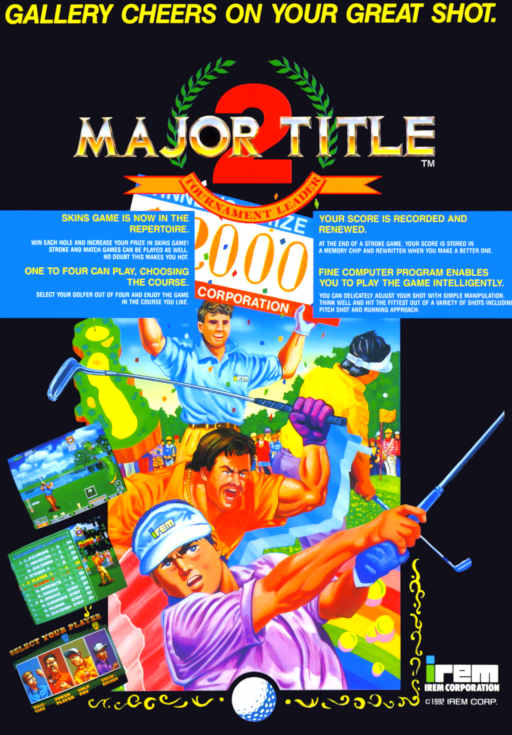 GALLERY CHEERS ON YOUR GREAT SHOT.
2
MAJOR TITLE
TM
TOURNAMENT LEADER
2000
CORPORATION
SKINS GAME IS NOW IN THE
REPERTOIRE.
WIN EACH HOLE AND INCREASE YOUR PRIZE IN SKINS GAME!
STROKE AND MATCH GAMES CAN BE PLAYED AS WELL.
NO DOUBT THIS MAKES YOU HOT.
ONE TO FOUR CAN PLAY, CHOOSING
THE COURSE.
SELECT YOUR GOLFER OUT OF FOUR AND ENJOY THE GAME
IN THE COURSE YOU LIKE.
YOUR SCORE IS RECORDED AND
RENEWED.
AT THE END OF A STROKE GAME, YOUR SCORE IS STORED IN
A MEMORY CHIP AND REWRITTEN WHEN YOU MAKE A BETTER ONE.
FINE COMPUTER PROGRAM ENABLES
YOU TO PLAY THE GAME INTELLIGENTLY.
YOU CAN DELICATELY ADJUST YOUR SHOT WITH SIMPLE MANIPULATION.
THINK WELL AND HIT THE FITTEST OUT OF A VARIETY OF SHOTS INCLUDING
PITCH SHOT AND RUNNING APPROACH.
irem
irem
SELECT YOUR PLAYER
irem
IREM CORPORATION
©1992 IREM CORP.